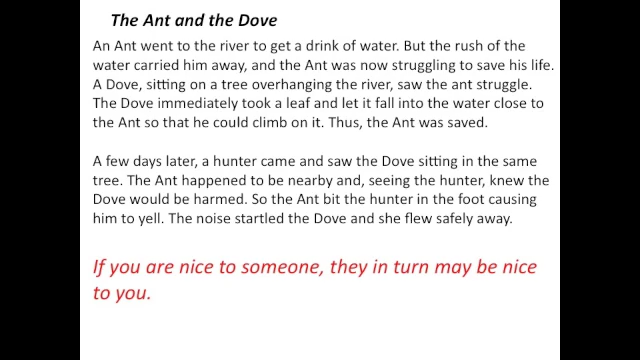 The Ant and the Dove
An Ant went to the river to get a drink of water. But the rush of the
water carried him away, and the Ant was now struggling to save his life.
A Dove, sitting on a tree overhanging the river, saw the ant struggle.
The Dove immediately took a leaf and let it fall into the water close to
the Ant so that he could climb on it. Thus, the Ant was saved.
A few days later, a hunter came and saw the Dove sitting in the same
tree. The Ant happened to be nearby and, seeing the hunter, knew the
Dove would be harmed. So the Ant bit the hunter in the foot causing
him to yell. The noise startled the Dove and she flew safely away.
If you are nice to someone, they in turn may be nice
to you.